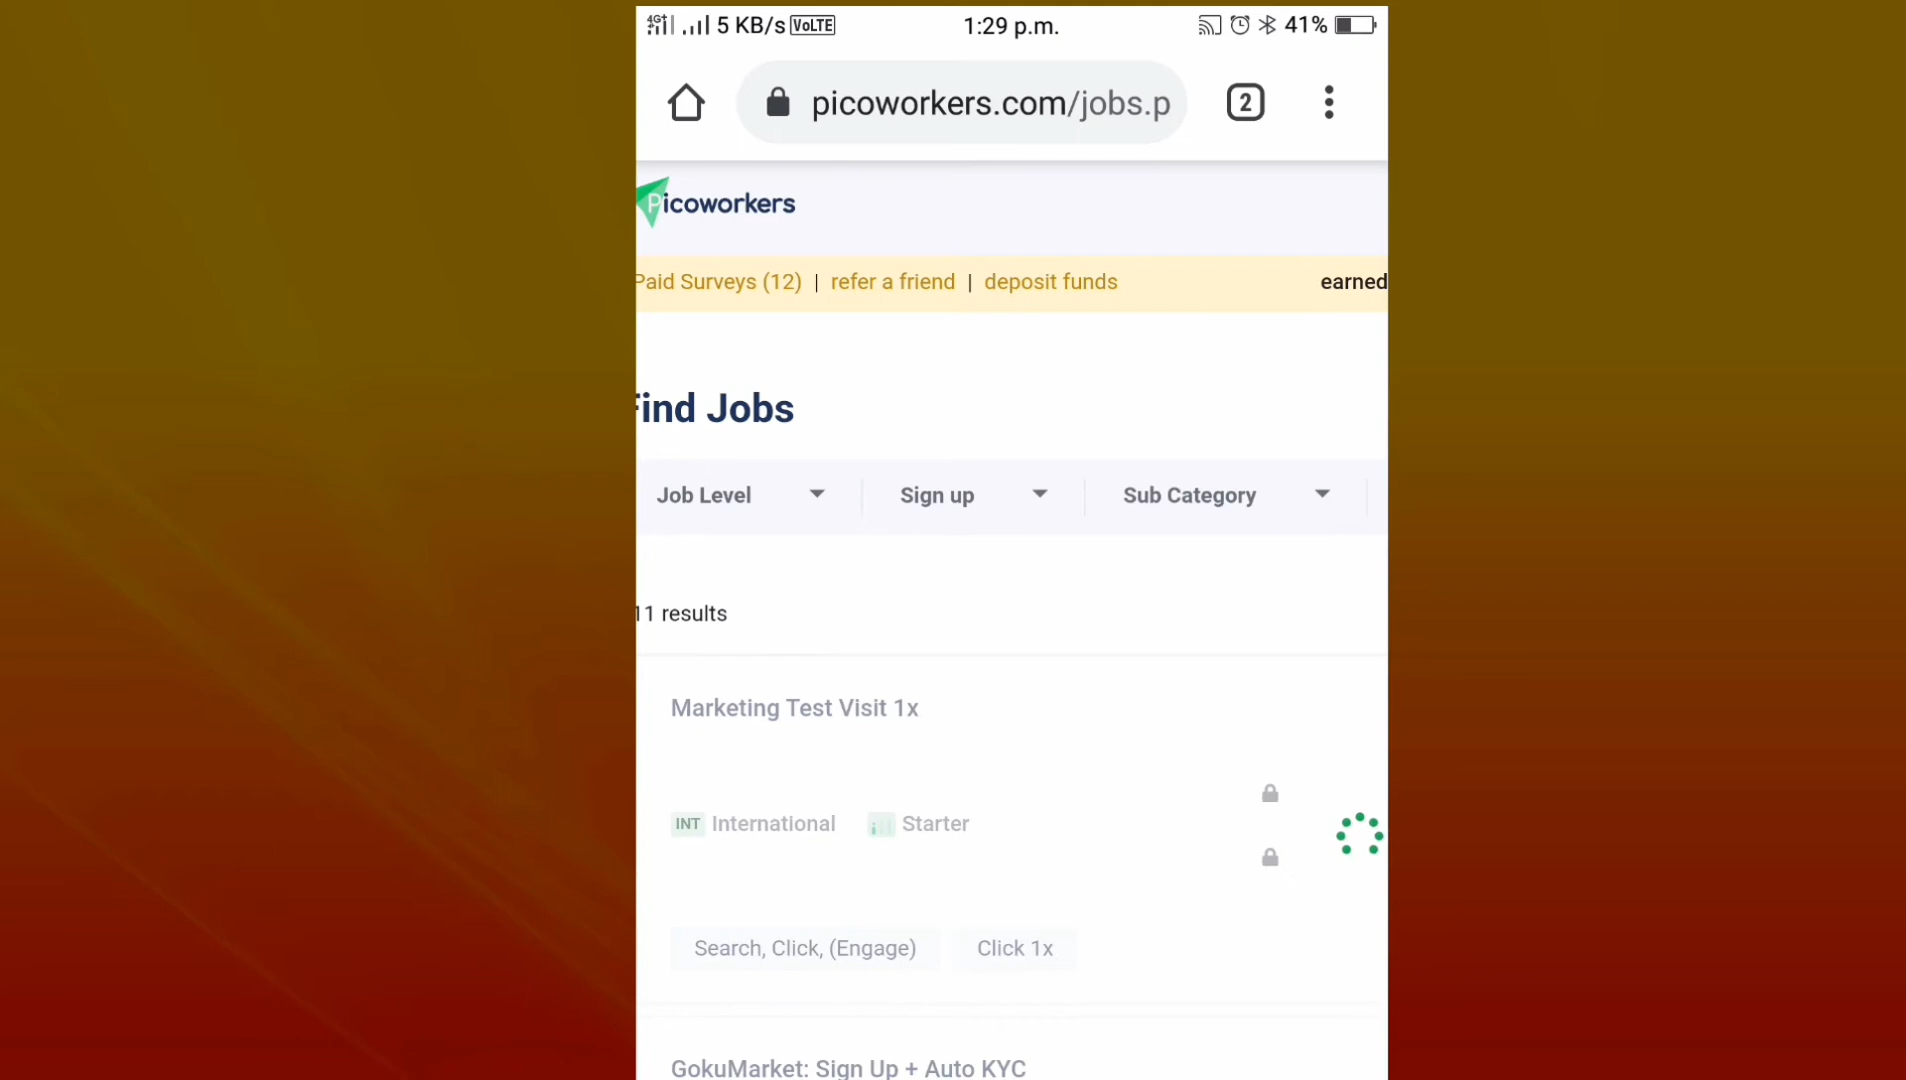 4G+ 5 KB/s VoLTE 1:29 p.m. 41%
picoworkers.com/jobs.p 2
Picoworkers
Paid Surveys (12) | refer a friend | deposit funds earned
Find Jobs
Job Level Sign up Sub Category
11 results
Marketing Test Visit 1x
INT International Starter
Search, Click, (Engage) Click 1x
GokuMarket: Sign Up + Auto KYC